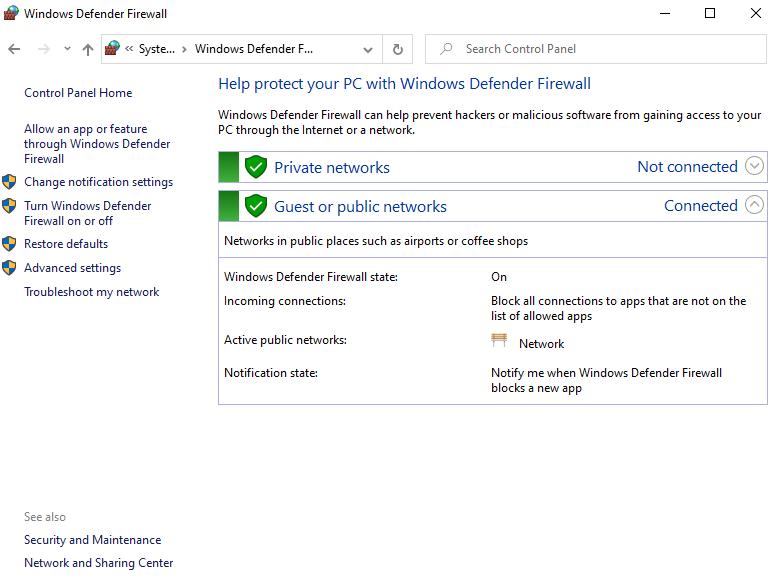 Windows Defender Firewall
Syste...
Windows Defender F...
Search Control Panel
Control Panel Home
Allow an app or feature
through Windows Defender
Firewall
Change notification settings
Turn Windows Defender
Firewall on or off
Restore defaults
Advanced settings
Troubleshoot my network
Help protect your PC with Windows Defender Firewall
Windows Defender Firewall can help prevent hackers or malicious software from gaining access to your
PC through the Internet or a network.
Private networks Not connected
Guest or public networks Connected
Networks in public places such as airports or coffee shops
Windows Defender Firewall state: On
Incoming connections: Block all connections to apps that are not on the
list of allowed apps
Active public networks: Network
Notification state: Notify me when Windows Defender Firewall
blocks a new app
See also
Security and Maintenance
Network and Sharing Center